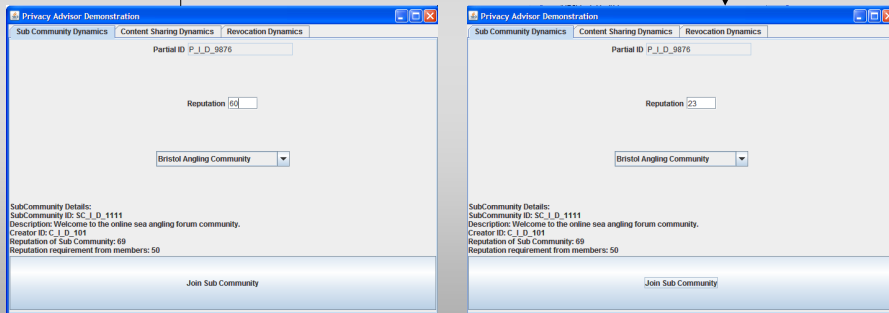 Privacy Advisor Demonstration
Sub Community Dynamics Content Sharing Dynamics Revocation Dynamics
Partial ID P_I_D_9876
Reputation 60
Bristol Angling Community
SubCommunity Details:
SubCommunity ID: SC_I_D_1111
Description: Welcome to the online sea angling forum community.
Creator ID: C_I_D_101
Reputation of Sub Community: 69
Reputation requirement from members: 50
Join Sub Community
Privacy Advisor Demonstration
Sub Community Dynamics Content Sharing Dynamics Revocation Dynamics
Partial ID P_I_D_9876
Reputation 23
Bristol Angling Community
SubCommunity Details:
SubCommunity ID: SC_I_D_1111
Description: Welcome to the online sea angling forum community.
Creator ID: C_I_D_101
Reputation of Sub Community: 69
Reputation requirement from members: 50
Join Sub Community